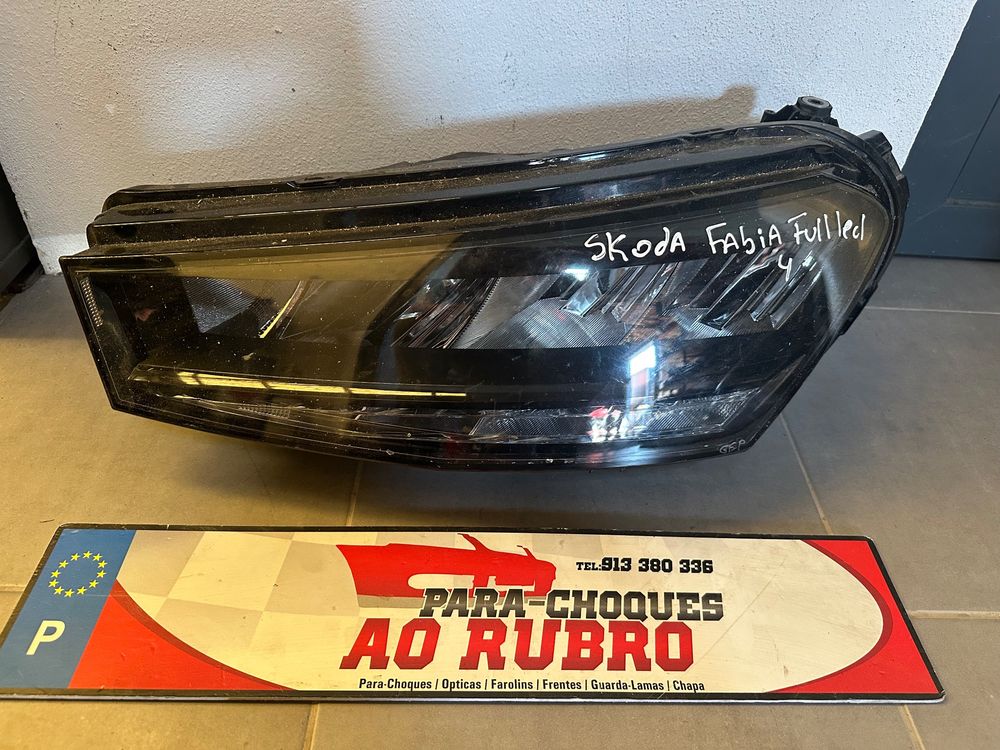 SKODA FAbiA Full led
4
GEP
P
TEL:913 380 336
PARA-CHOQUES
AO RUBRO
Para-Choques / Opticas / Farolins / Frentes / Guarda-Lamas / Chapa